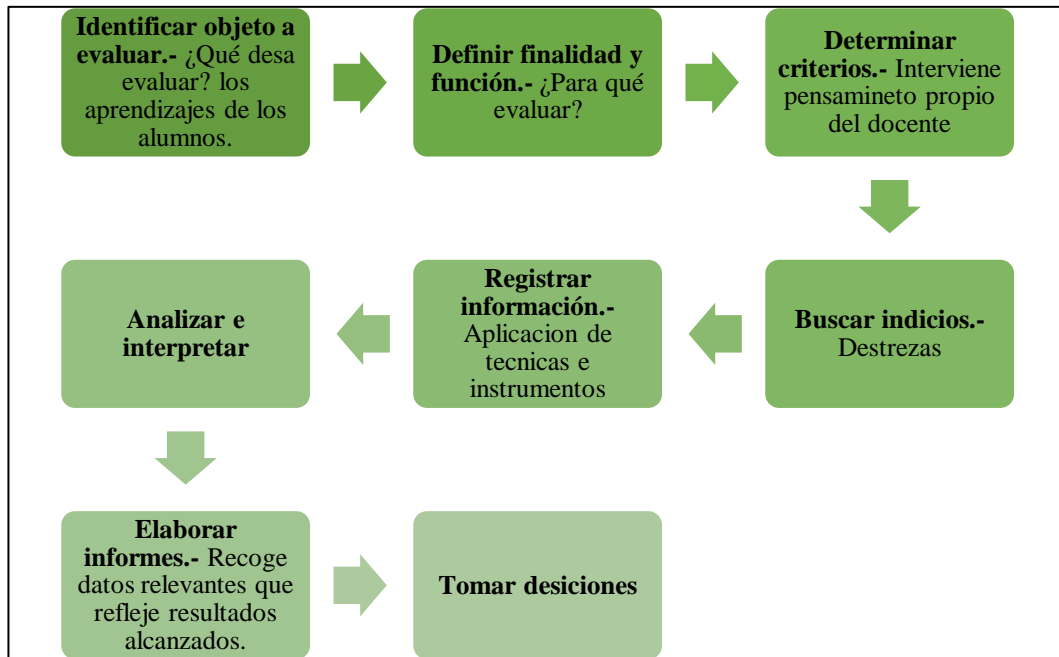 Identificar objeto a
evaluar.- ¿Qué desa
evaluar? los
aprendizajes de los
alumnos.
Definir finalidad y
función.- ¿Para qué
evaluar?
Determinar
criterios.- Interviene
pensamineto propio
del docente
Buscar indicios.-
Destrezas
Registrar
información.-
Aplicacion de
tecnicas e
instrumentos
Analizar e
interpretar
Elaborar
informes.- Recoge
datos relevantes que
refleje resultados
alcanzados.
Tomar desiciones